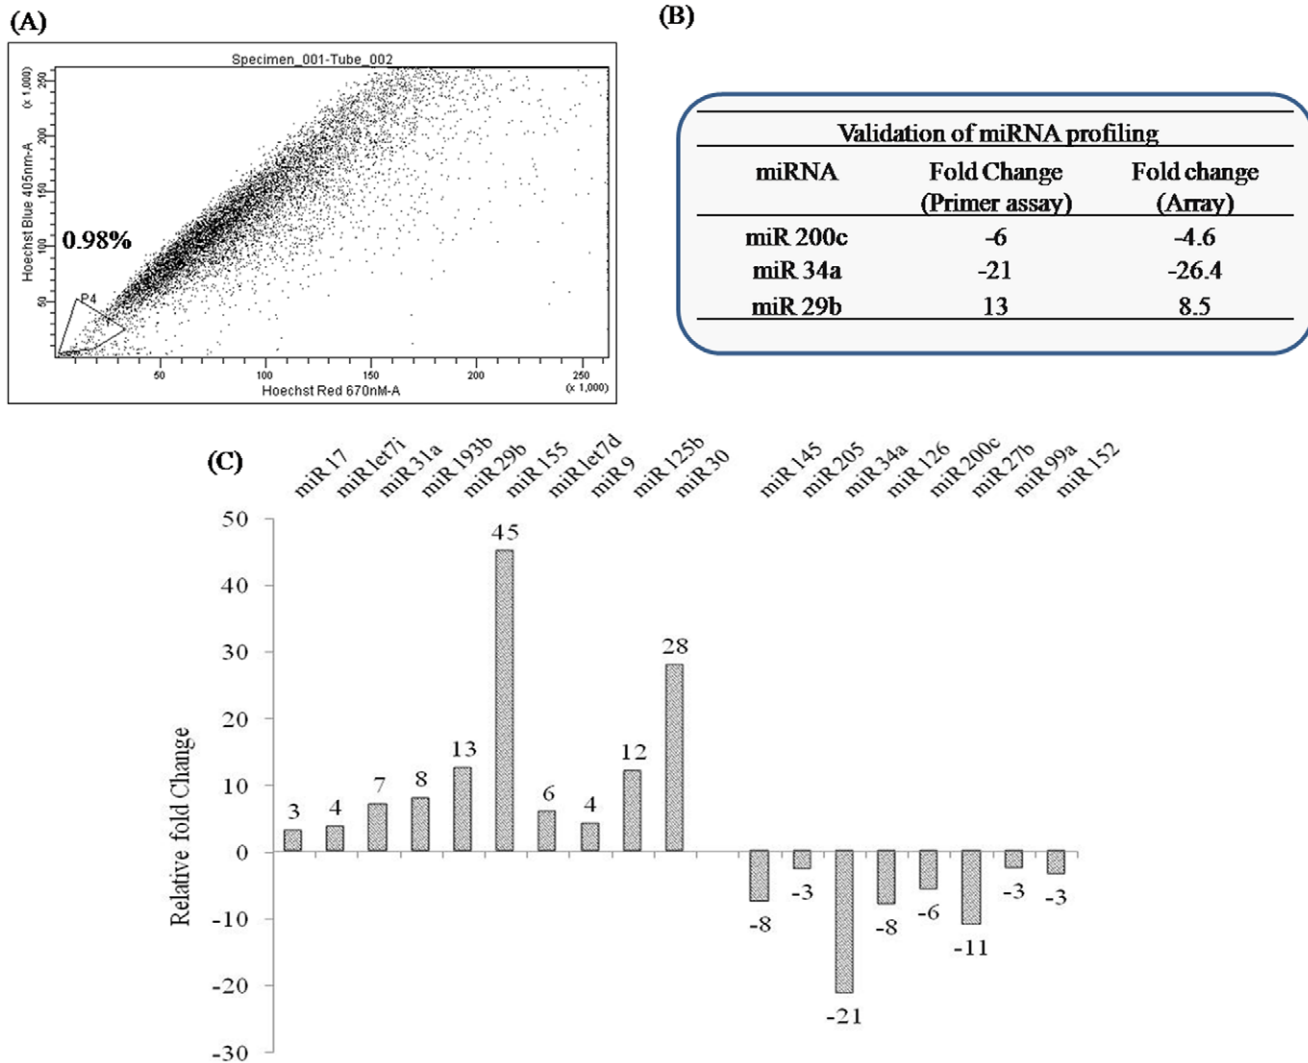 (A)
Specimen_001-Tube_002
Hoechst Blue 405nm-A
(x 1,000)
250
200
150
100
50
0.98%
P4
50
100
150
200
250
(x 1,000)
Hoechst Red 670nM-A
(B)
Validation of miRNA profiling
miRNA Fold Change (Primer assay) Fold change (Array)
miR 200c -6 -4.6
miR 34a -21 -26.4
miR 29b 13 8.5
(C)
miR 17
miR let7i
miR 31a
miR 193b
miR 29b
miR 155
miR let7d
miR 9
miR 125b
miR 30
miR 145
miR 205
miR 34a
miR 126
miR 200c
miR 27b
miR 99a
miR 152
Relative fold Change
50
40
30
20
10
0
-10
-20
-30
3
4
7
8
13
45
6
4
12
28
-8
-3
-21
-8
-6
-11
-3
-3